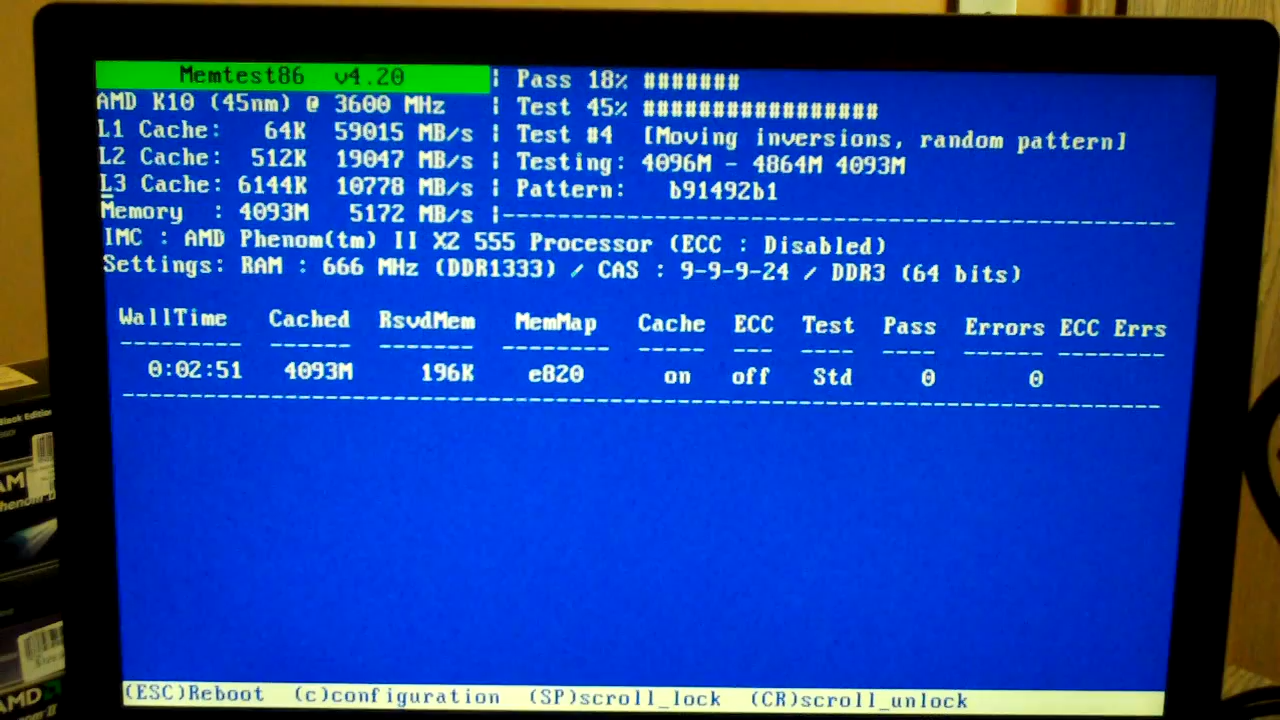 Memtest86 v4.20 | Pass 18% #######
AMD K10 (45nm) @ 3600 MHz | Test 45% #################
L1 Cache: 64K 59015 MB/s | Test #4 [Moving inversions, random pattern]
L2 Cache: 512K 19047 MB/s | Testing: 4096M - 4864M 4093M
L3 Cache: 6144K 10778 MB/s | Pattern: b91492b1
Memory : 4093M 5172 MB/s |--------------------------------------------------
IMC : AMD Phenom(tm) II X2 555 Processor (ECC : Disabled)
Settings: RAM : 666 MHz (DDR1333) / CAS : 9-9-9-24 / DDR3 (64 bits)
WallTime Cached RsvdMem MemMap Cache ECC Test Pass Errors ECC Errs
--------- ------ ------- -------- ----- --- ---- ---- ------ --------
0:02:51 4093M 196K e820 on off Std 0 0
-----------------------------------------------------------------------------
(ESC)Reboot (c)configuration (SP)scroll_lock (CR)scroll_unlock
Black Edition
AMD